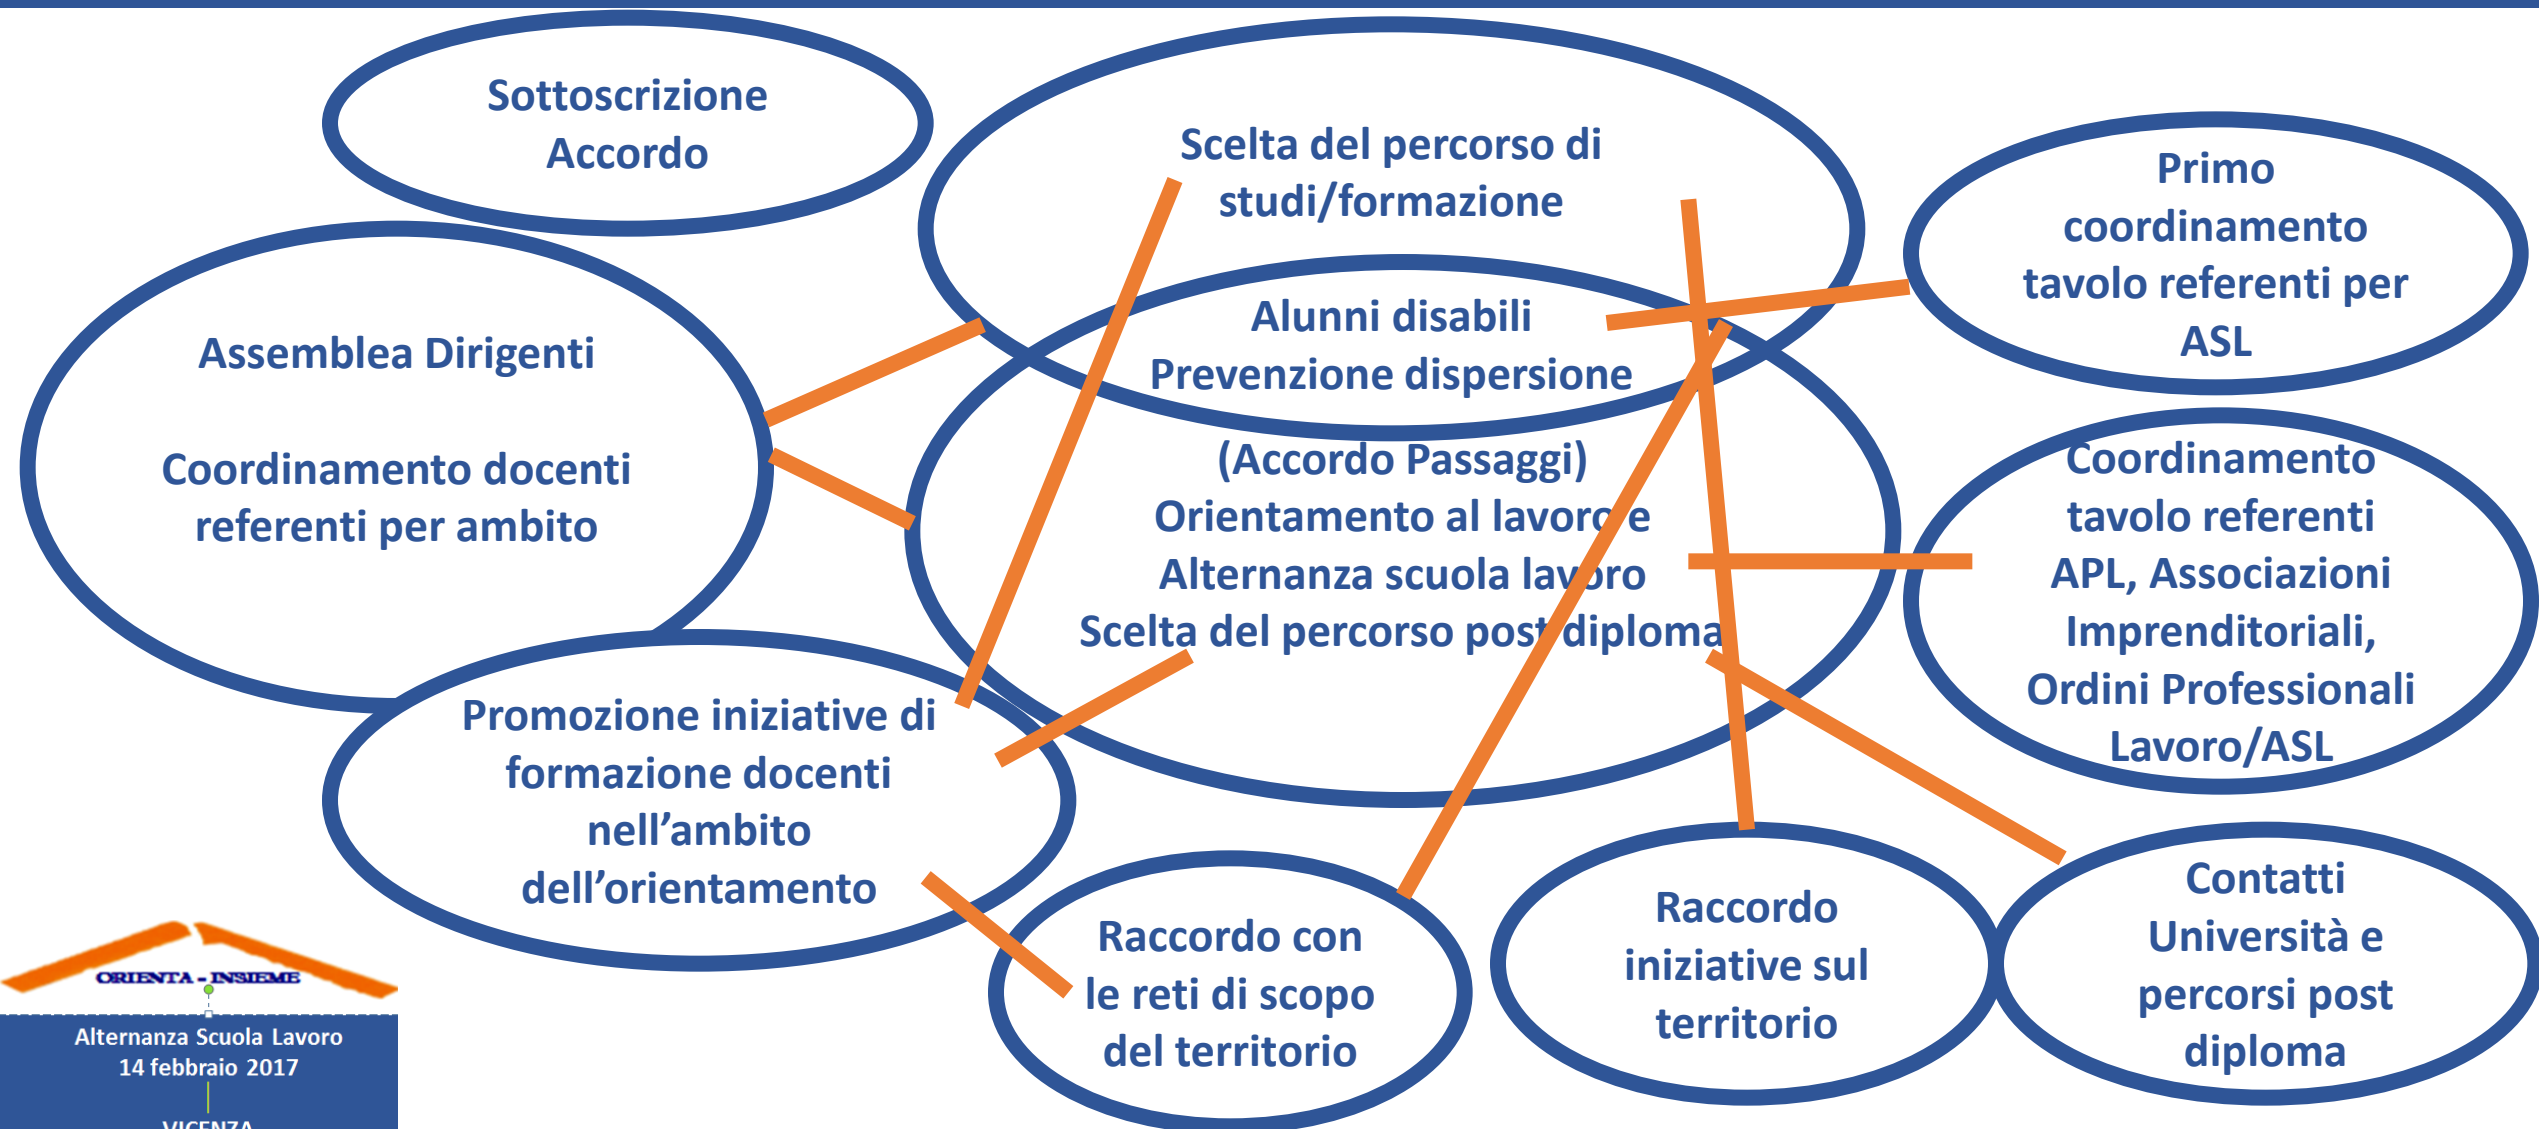 Sottoscrizione
Accordo
Scelta del percorso di
studi/formazione
Primo
coordinamento
tavolo referenti per
ASL
Assemblea Dirigenti
Coordinamento docenti
referenti per ambito
Alunni disabili
Prevenzione dispersione
(Accordo Passaggi)
Orientamento al lavoro e
Alternanza scuola lavoro
Scelta del percorso post diploma
Coordinamento
tavolo referenti
APL, Associazioni
Imprenditoriali,
Ordini Professionali
Lavoro/ASL
Promozione iniziative di
formazione docenti
nell’ambito
dell’orientamento
Raccordo con
le reti di scopo
del territorio
Raccordo
iniziative sul
territorio
Contatti
Università e
percorsi post
diploma
ORIENTA - INSIEME
Alternanza Scuola Lavoro
14 febbraio 2017
VICENZA